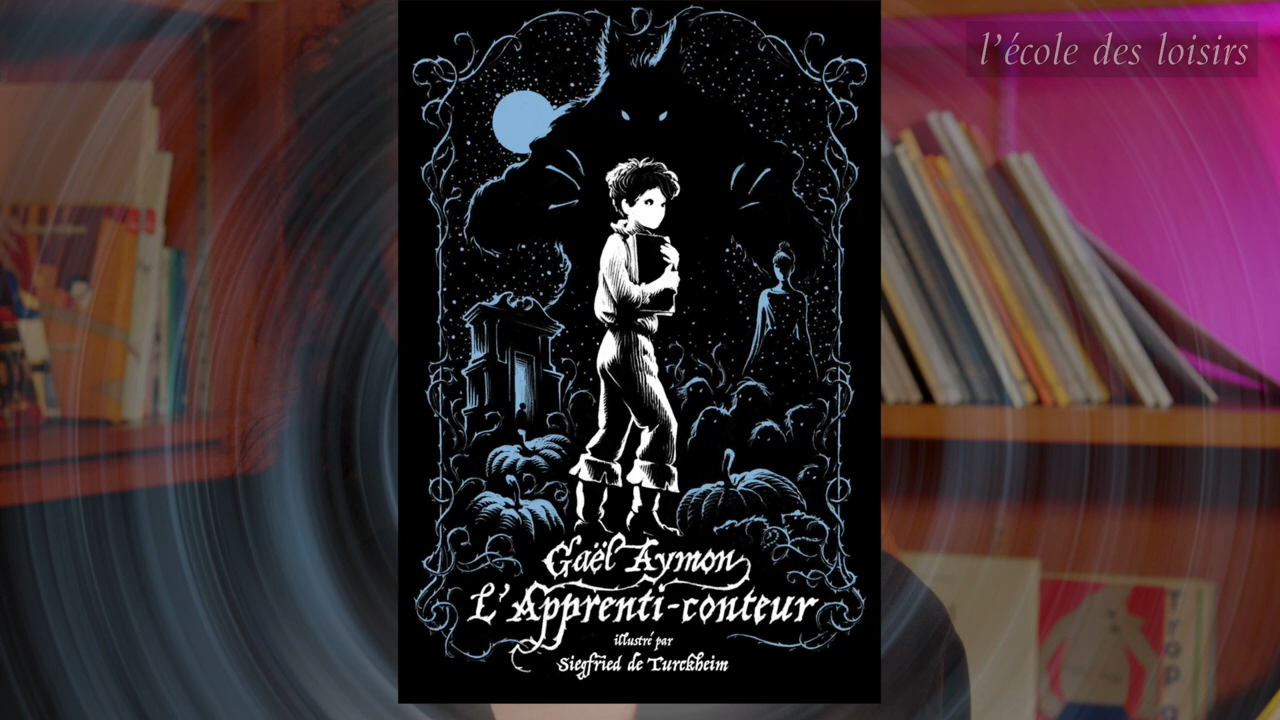 l'école des loisirs
Gaël Aymon
L'Apprenti-conteur
illustré par
Siegfried de Turckheim